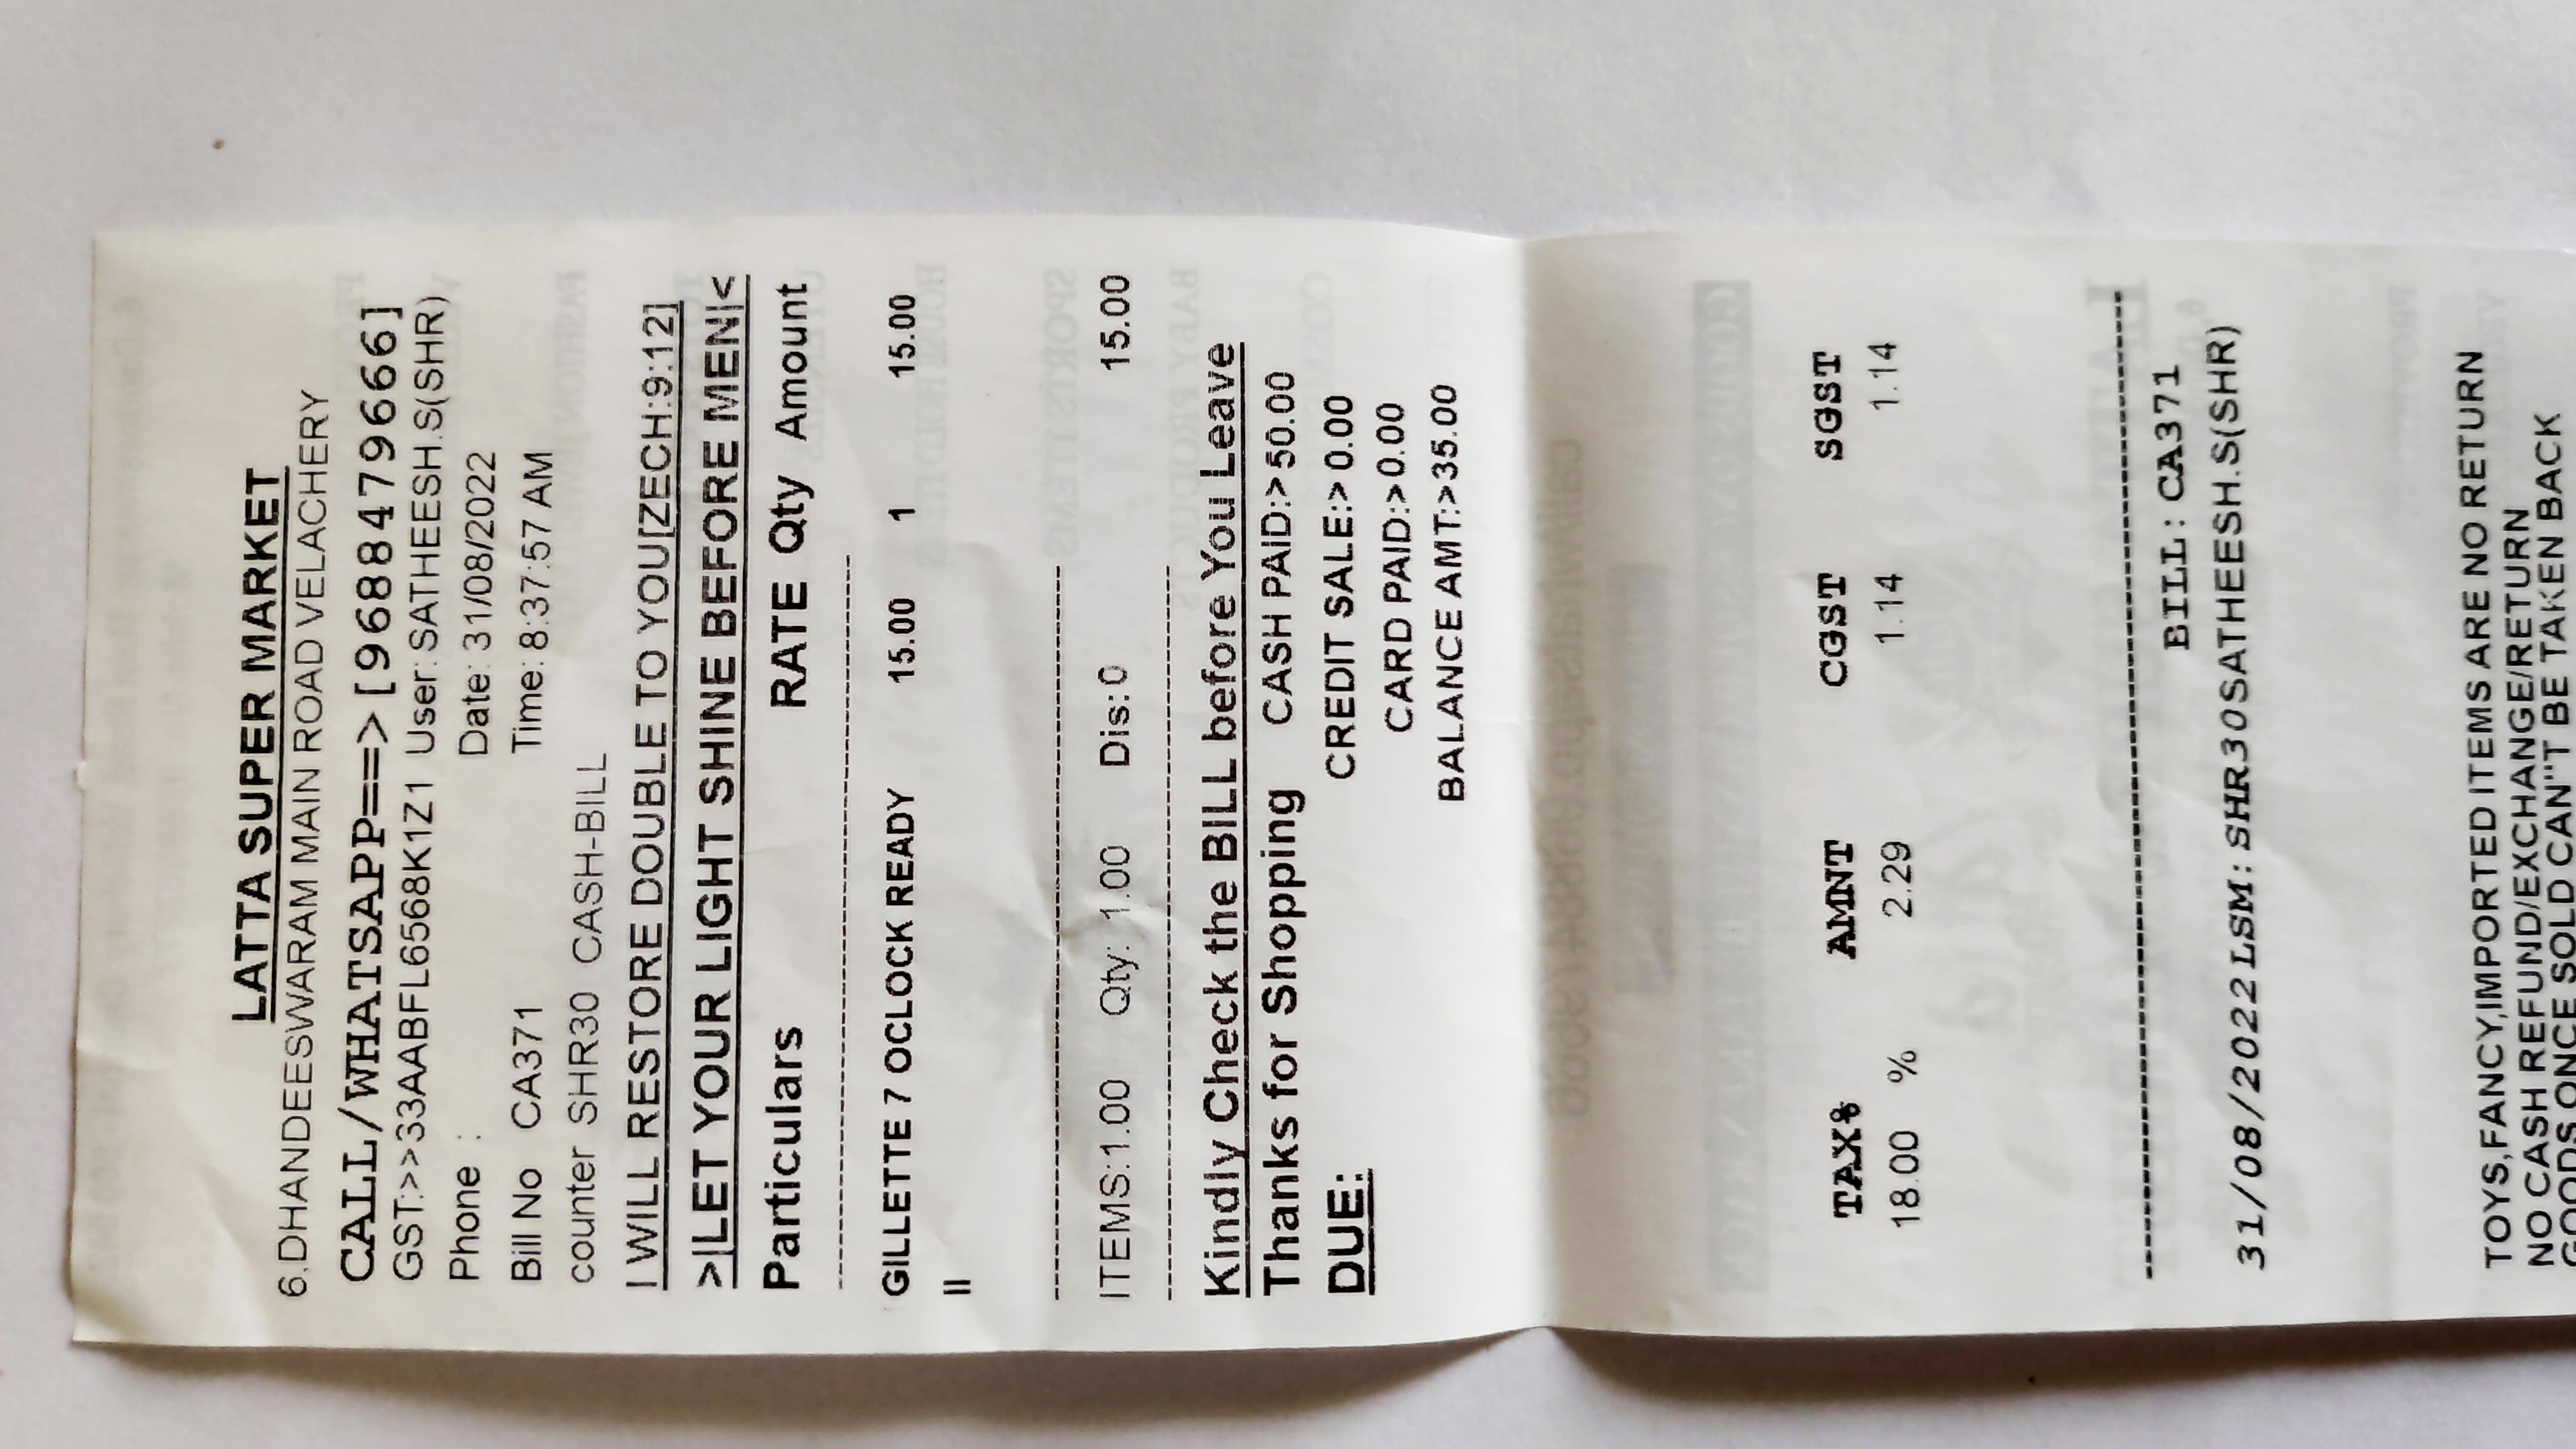 LATTA SUPER MARKET
6,DHANDEESWARAM MAIN ROAD VELACHERY
CALL/WHATSAPP==>[9688479666]
GST:>>33AABFL6568K1Z1 User: SATHEESH.S(SHR)
Phone : Date: 31/08/2022
Bill No CA371 Time: 8:37:57 AM
counter SHR30 CASH-BILL
I WILL RESTORE DOUBLE TO YOU[ZECH:9:12]
>|LET YOUR LIGHT SHINE BEFORE MEN|<
Particulars RATE Qty Amount
GILLETTE 7 OCLOCK READY 15.00 1 15.00
II
ITEMS:1.00 Qty: 1.00 Dis:0 15.00
Kindly Check the BILL before You Leave
Thanks for Shopping CASH PAID:>50.00
DUE: CREDIT SALE:> 0.00
CARD PAID:>0.00
BALANCE AMT:>35.00
TAX% AMNT CGST SGST
18.00 % 2.29 1.14 1.14
BILL: CA371
31/08/2022 LSM: SHR30SATHEESH.S(SHR)
TOYS,FANCY,IMPORTED ITEMS ARE NO RETURN
NO CASH REFUND/EXCHANGE/RETURN
GOODS ONCE SOLD CAN"T BE TAKEN BACK